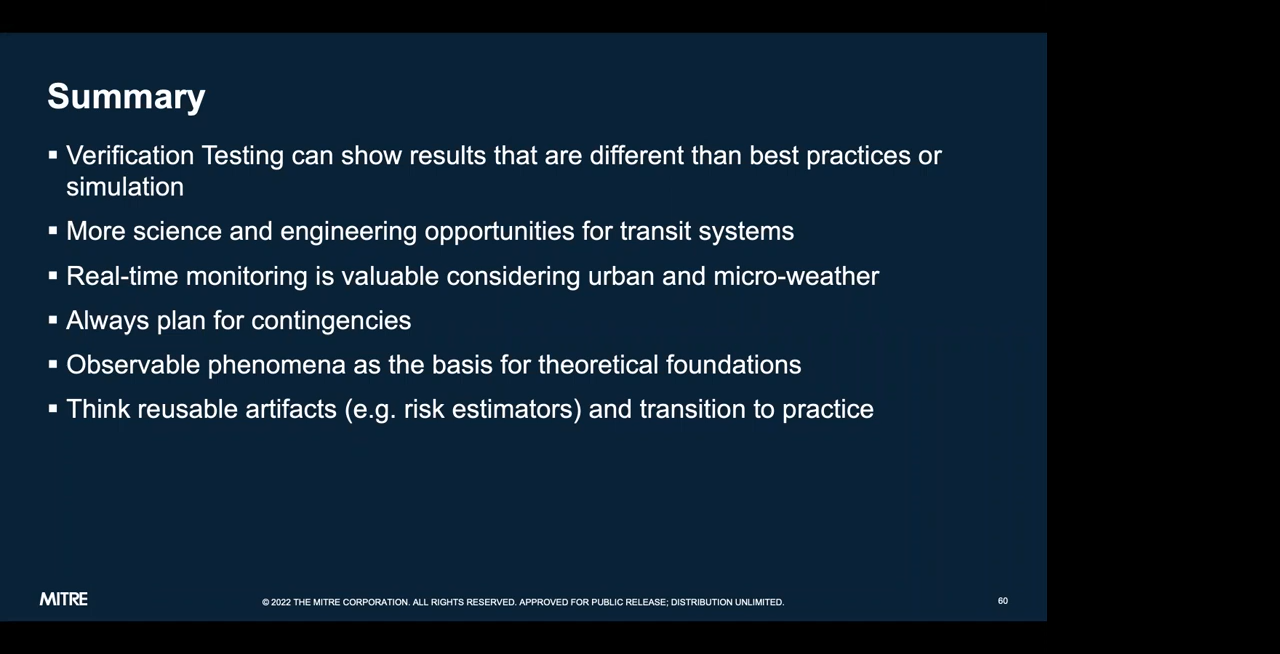 Summary
▪ Verification Testing can show results that are different than best practices or
simulation
▪ More science and engineering opportunities for transit systems
▪ Real-time monitoring is valuable considering urban and micro-weather
▪ Always plan for contingencies
▪ Observable phenomena as the basis for theoretical foundations
▪ Think reusable artifacts (e.g. risk estimators) and transition to practice
MITRE
© 2022 THE MITRE CORPORATION. ALL RIGHTS RESERVED. APPROVED FOR PUBLIC RELEASE; DISTRIBUTION UNLIMITED.
60